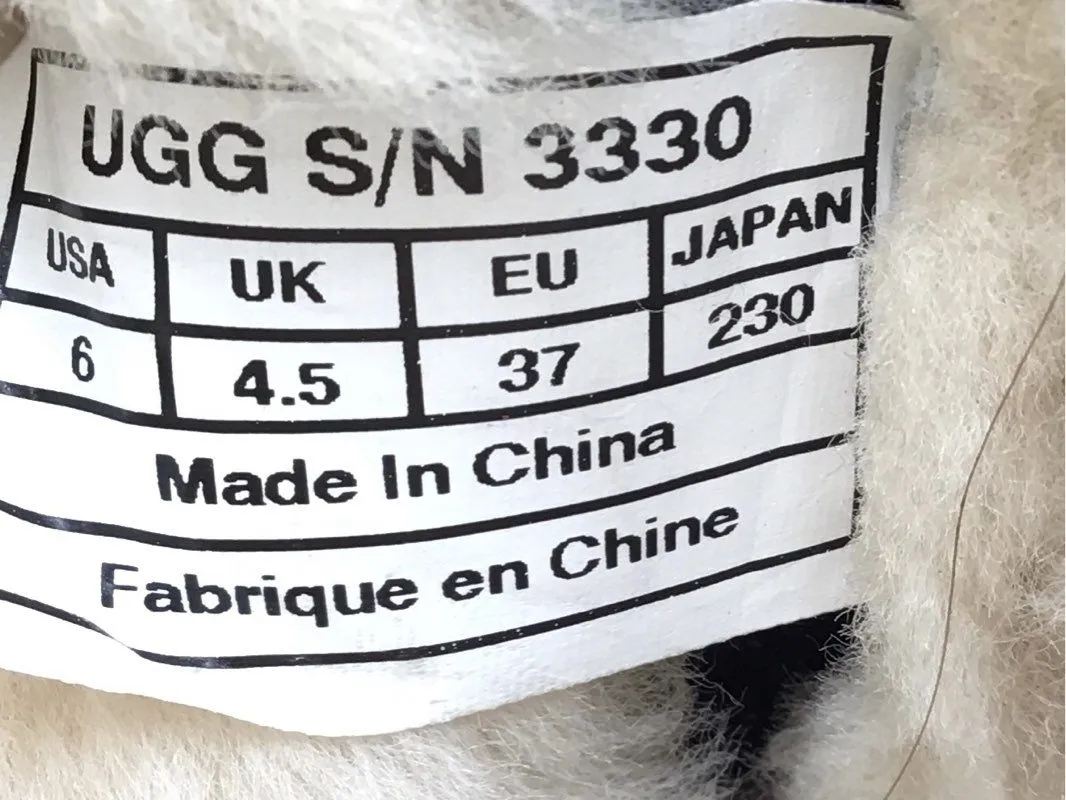 UGG S/N 3330
USA UK EU JAPAN
6 4.5 37 230
Made In China
Fabrique en Chine